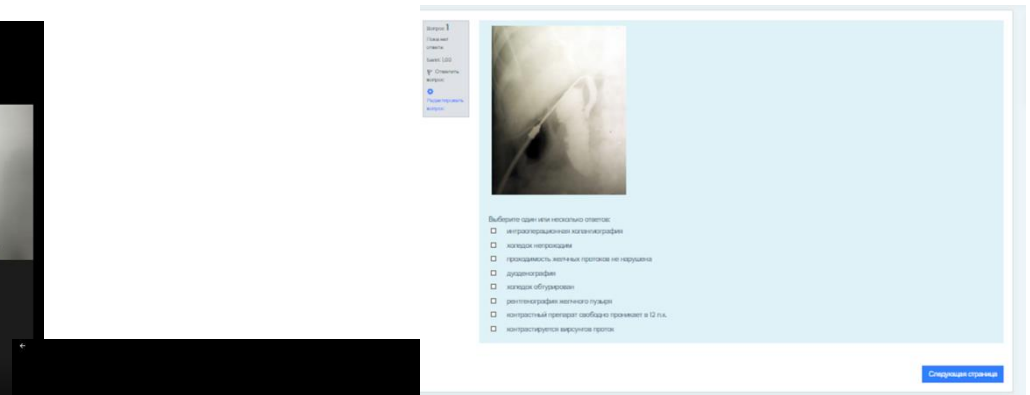 Вопрос 1
Пока нет
ответа
Балл: 1,00
Отметить
вопрос
Редактировать
вопрос
Выберите один или несколько ответов:
интраоперационная холангиография
холедох непроходим
проходимость желчных протоков не нарушена
дуоденография
холедох обтурирован
рентгенография желчного пузыря
контрастный препарат свободно проникает в 12 п.к.
контрастируется вирсунгов проток
Следующая страница